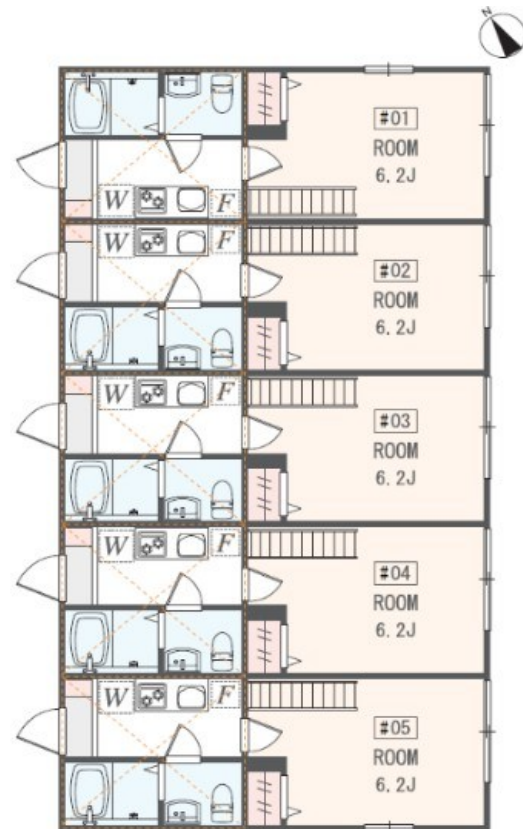 N
#01
ROOM
6.2J
W F
W F
#02
ROOM
6.2J
W F
#03
ROOM
6.2J
W F
#04
ROOM
6.2J
W F
#05
ROOM
6.2J